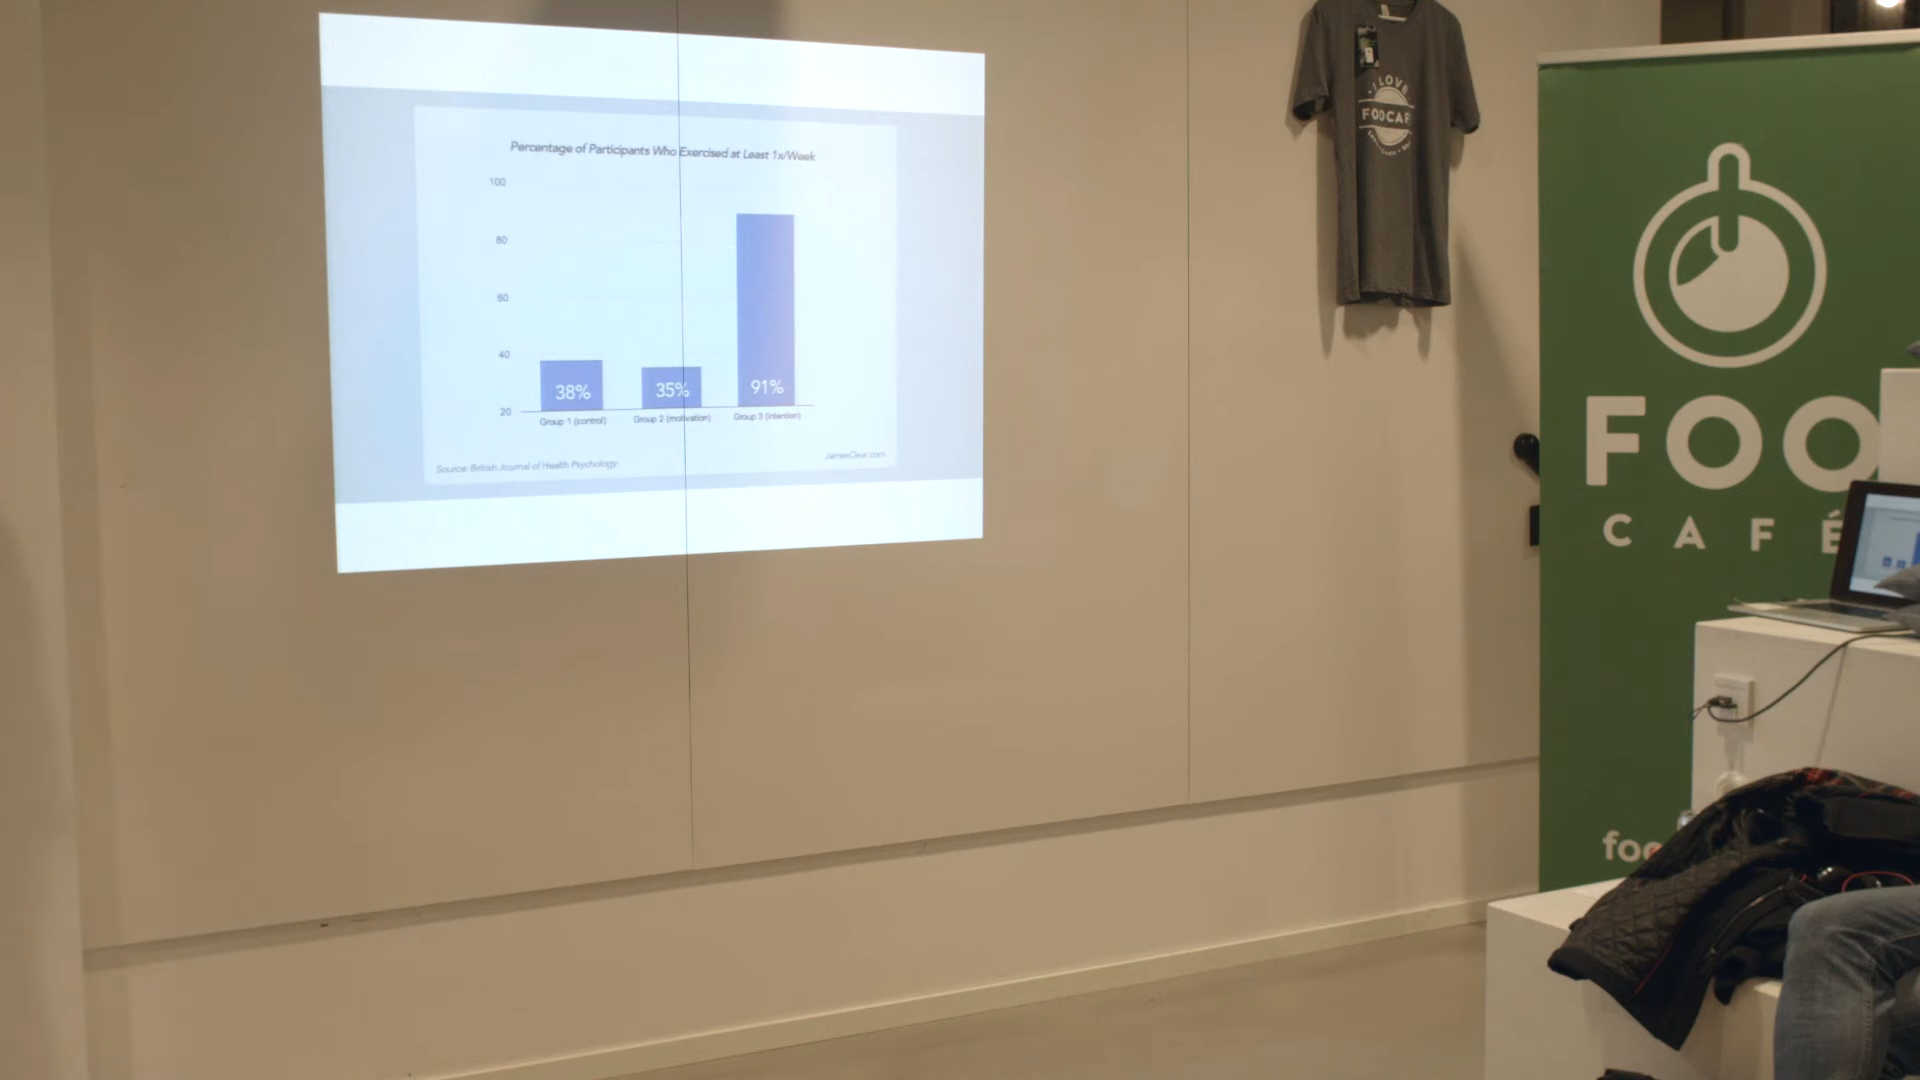 Percentage of Participants Who Exercised at Least 1x/Week
100
80
60
40
20
38%
35%
91%
Group 1 (control)
Group 2 (motivation)
Group 3 (intention)
Source: British Journal of Health Psychology
JamesClear.com
I LOVE
FOOCAFE
FOO
CAFÉ
foo